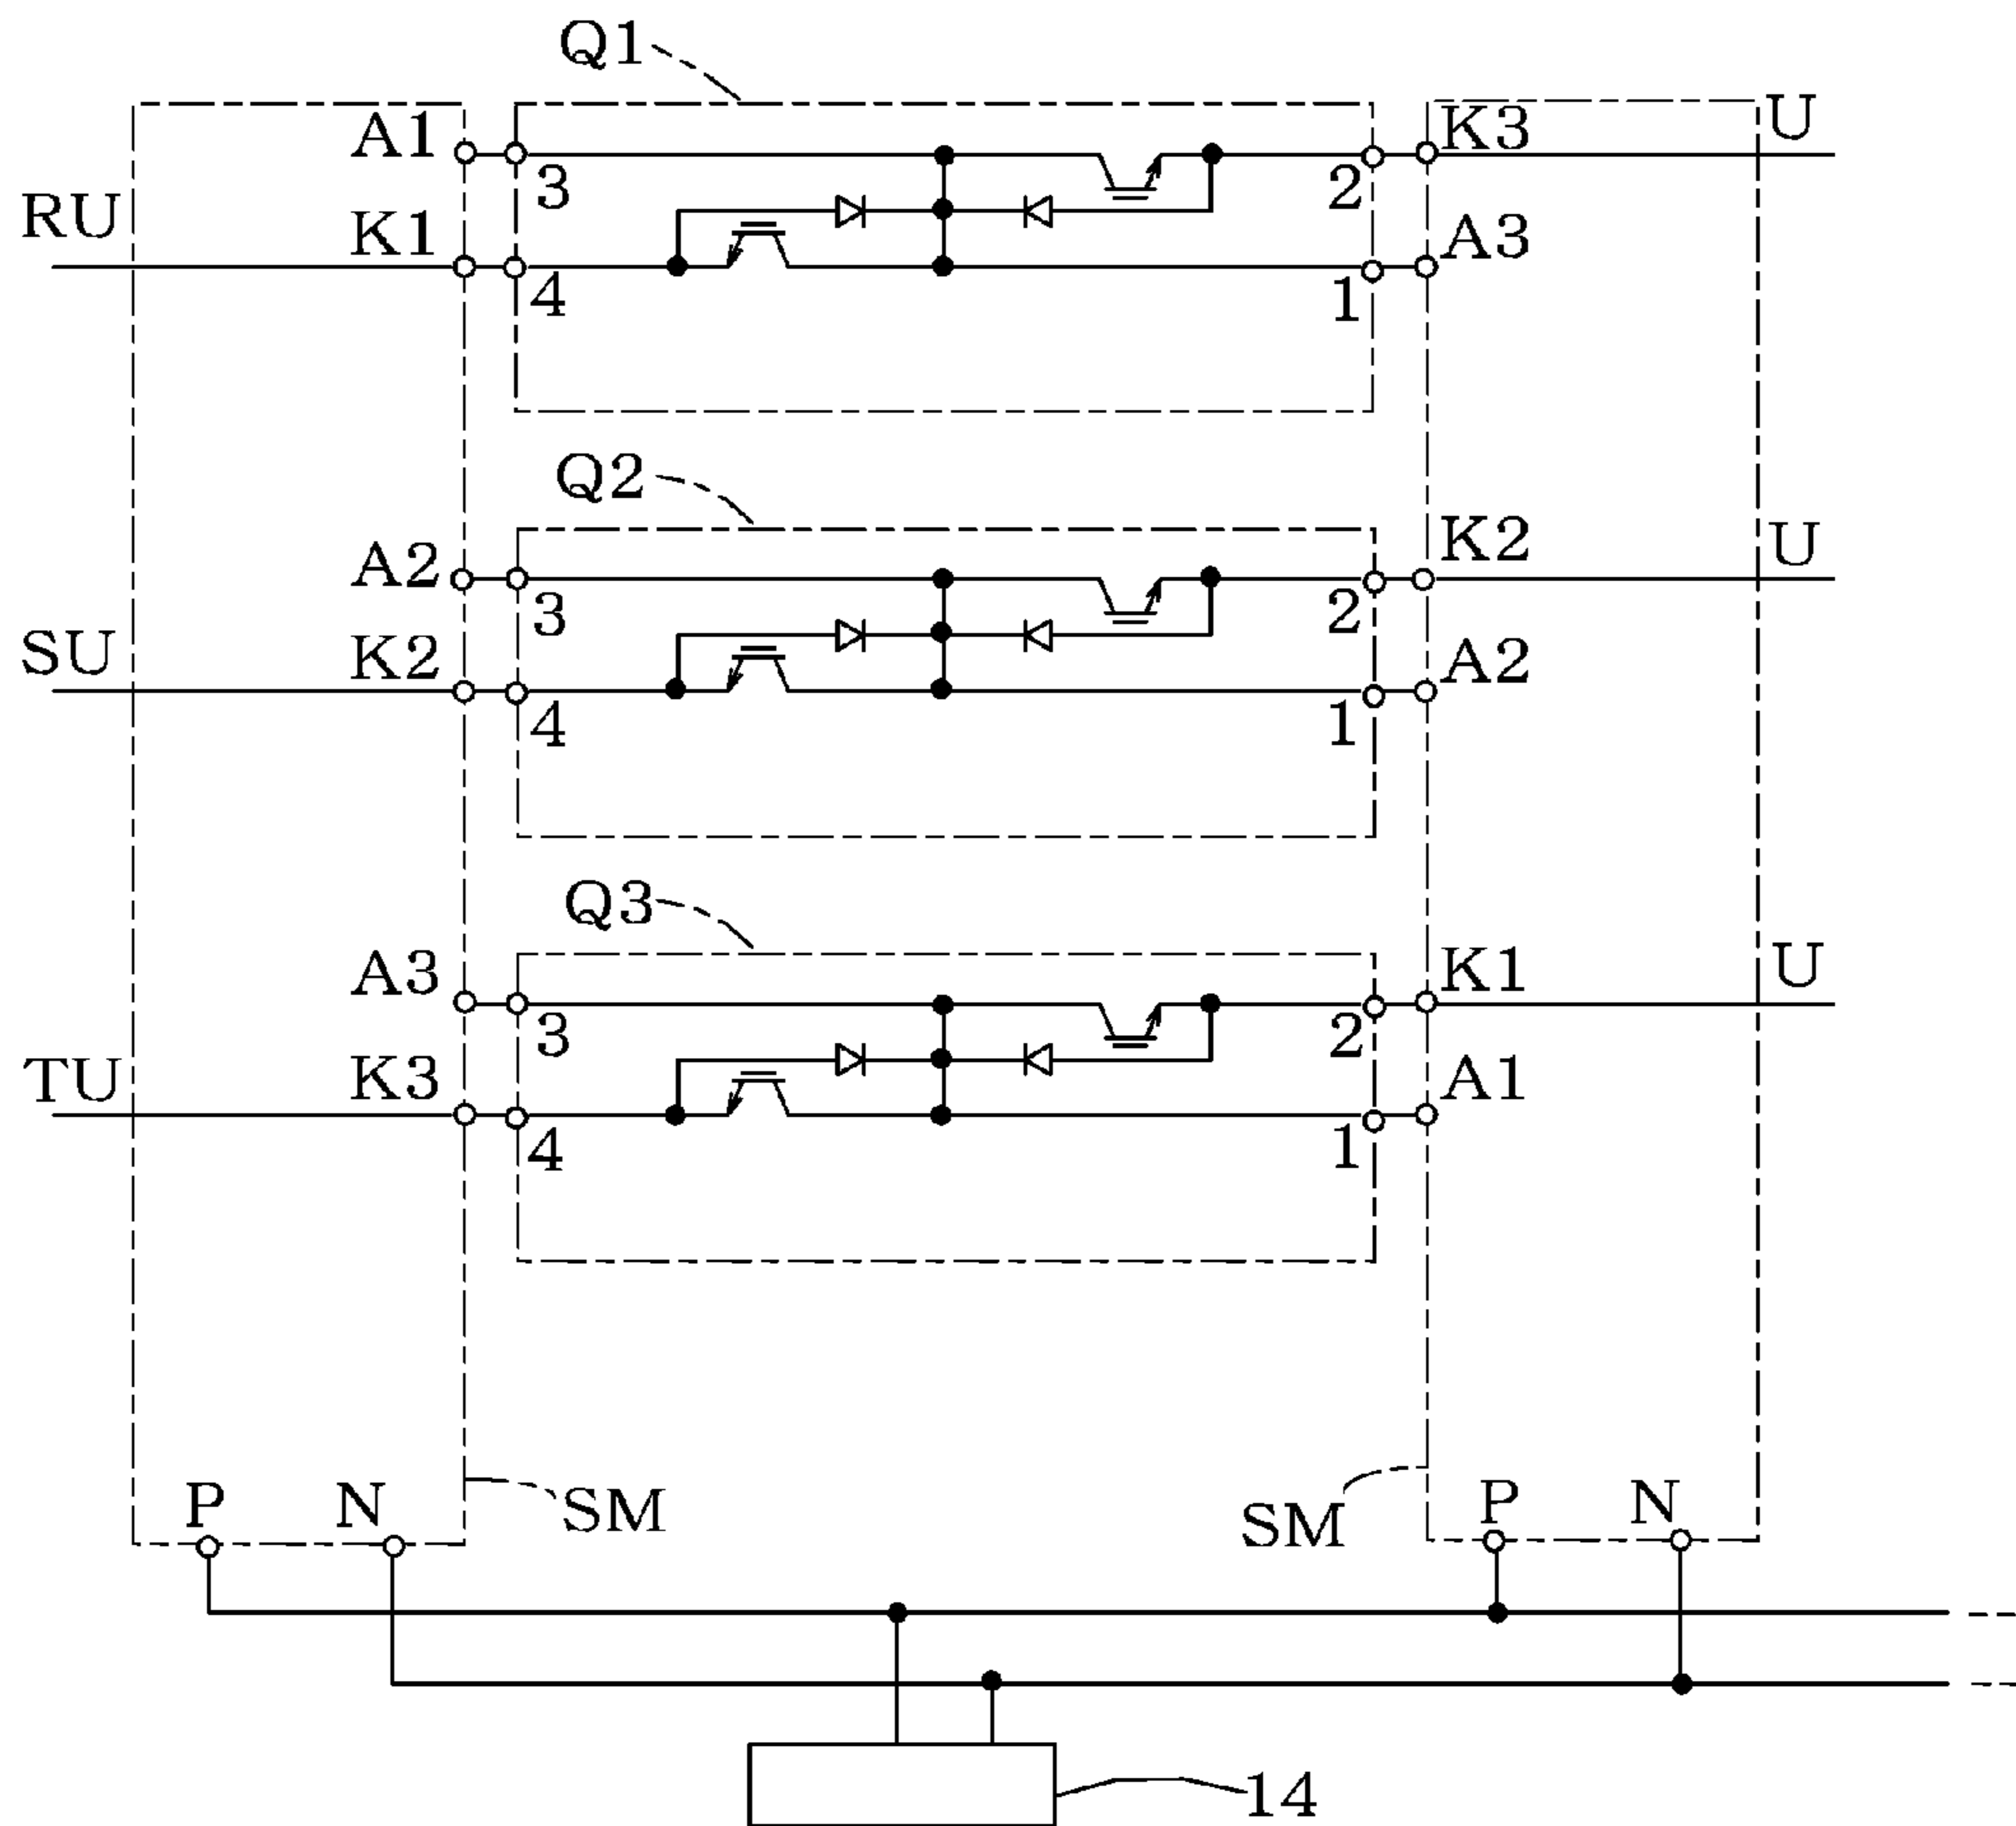 Q1
A1 3 2 K3 U
RU K1 4 1 A3
Q2
A2 3 2 K2 U
SU K2 4 1 A2
Q3
A3 3 2 K1 U
TU K3 4 1 A1
P N SM SM P N
14